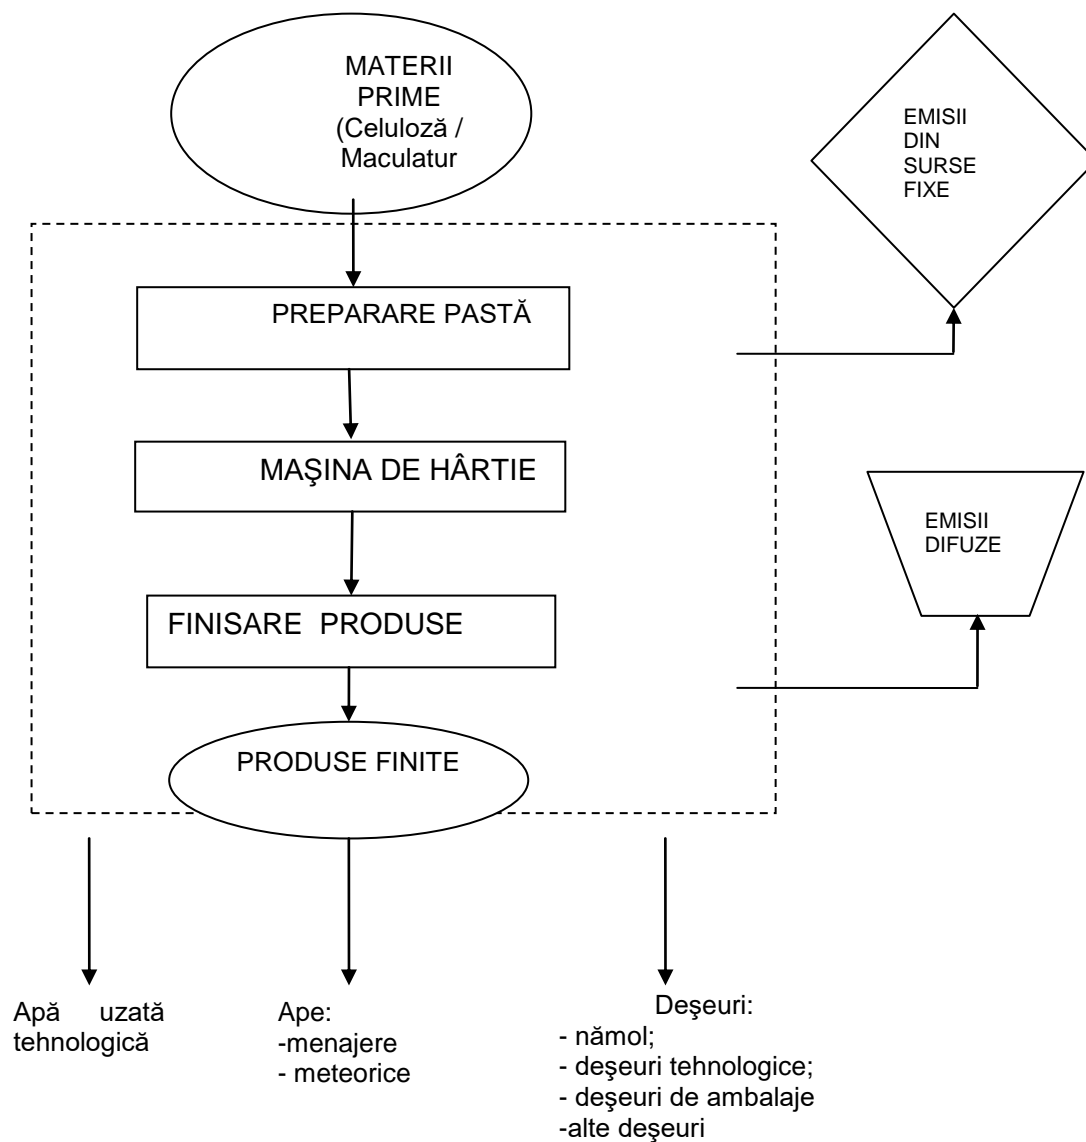 MATERII
PRIME
(Celuloză /
Maculatur
EMISII
DIN
SURSE
FIXE
PREPARARE PASTĂ
MAŞINA DE HÂRTIE
EMISII
DIFUZE
FINISARE PRODUSE
PRODUSE FINITE
Apă uzată
tehnologică
Ape:
-menajere
- meteorice
Deşeuri:
- nămol;
- deşeuri tehnologice;
- deşeuri de ambalaje
-alte deşeuri